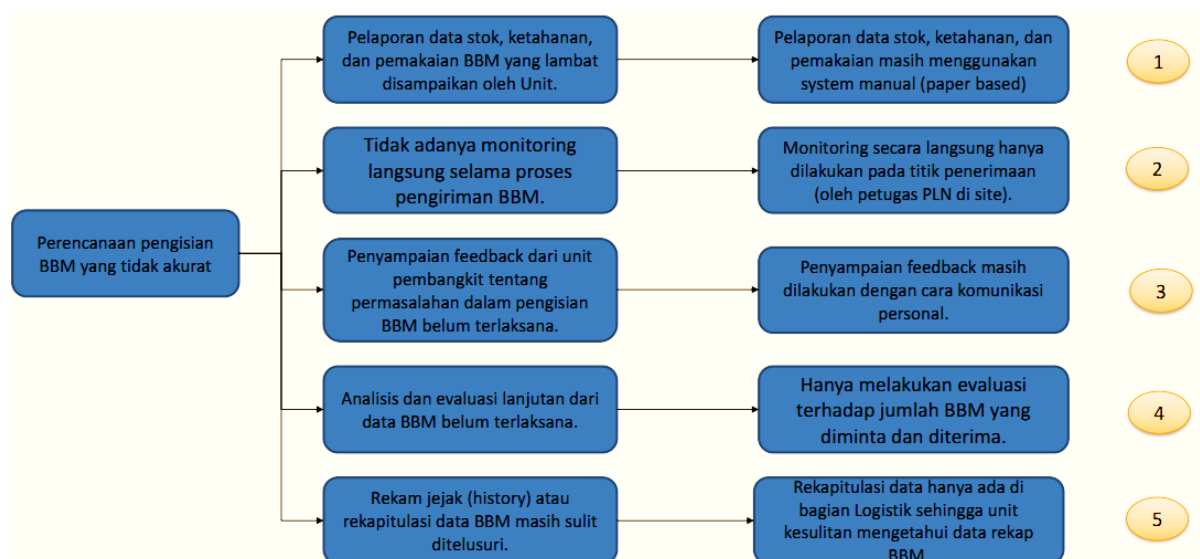 Perencanaan pengisian
BBM yang tidak akurat
Pelaporan data stok, ketahanan,
dan pemakaian BBM yang lambat
disampaikan oleh Unit.
Pelaporan data stok, ketahanan, dan
pemakaian masih menggunakan
system manual (paper based)
1
Tidak adanya monitoring
langsung selama proses
pengiriman BBM.
Monitoring secara langsung hanya
dilakukan pada titik penerimaan
(oleh petugas PLN di site).
2
Penyampaian feedback dari unit
pembangkit tentang
permasalahan dalam pengisian
BBM belum terlaksana.
Penyampaian feedback masih
dilakukan dengan cara komunikasi
personal.
3
Analisis dan evaluasi lanjutan dari
data BBM belum terlaksana.
Hanya melakukan evaluasi
terhadap jumlah BBM yang
diminta dan diterima.
4
Rekam jejak (history) atau
rekapitulasi data BBM masih sulit
ditelusuri.
Rekapitulasi data hanya ada di
bagian Logistik sehingga unit
kesulitan mengetahui data rekap
BBM
5